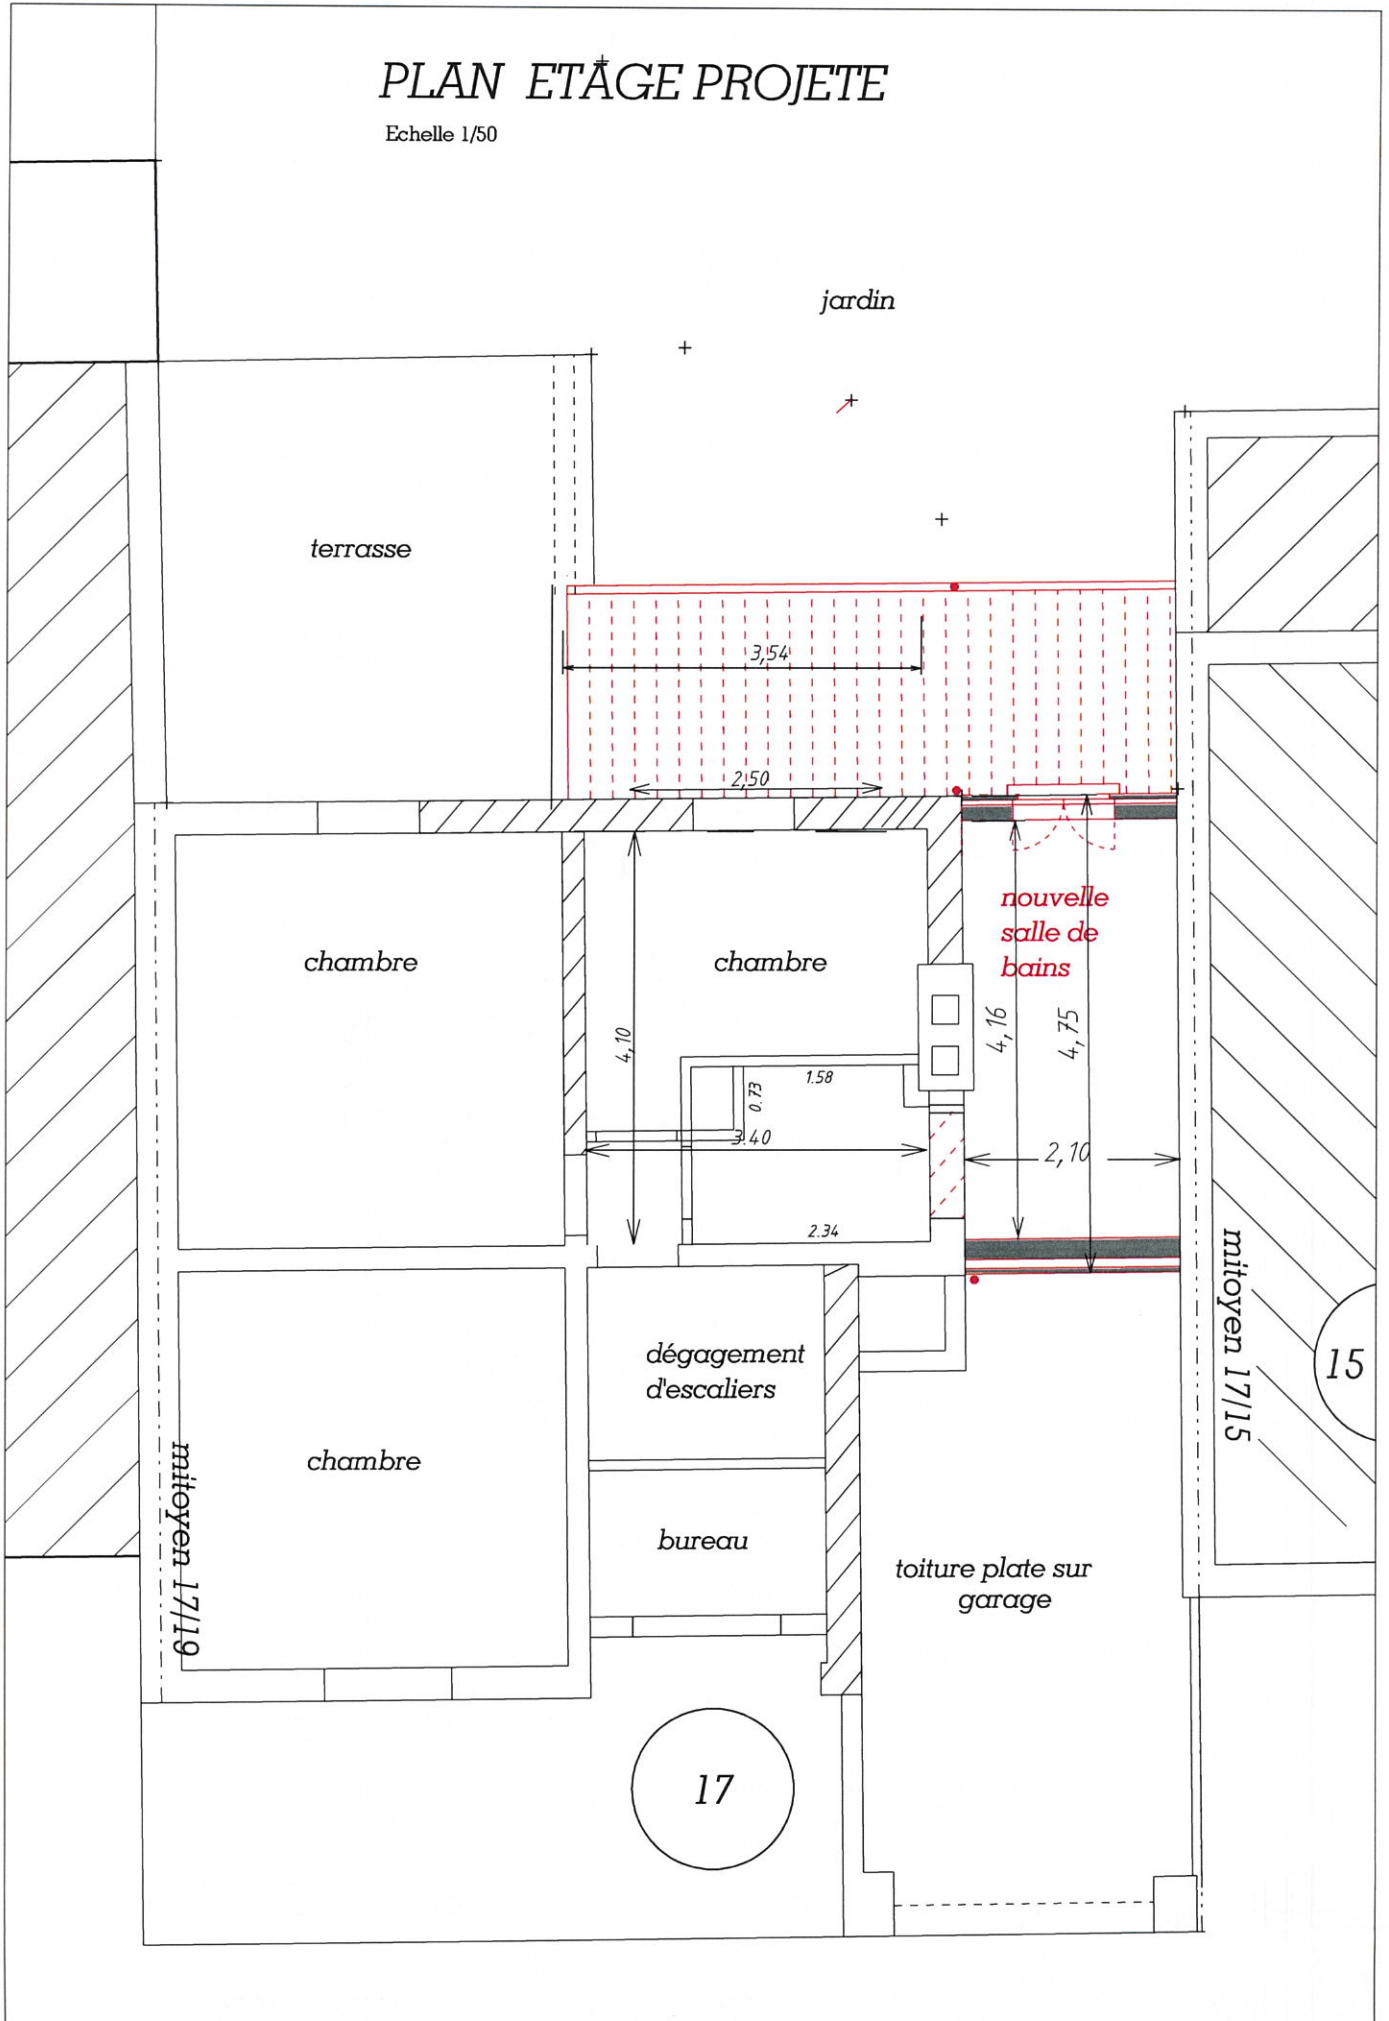 PLAN ETAGE PROJETE
Echelle 1/50
jardin
terrasse
3,54
2,50
nouvelle
salle de
bains
chambre
chambre
4,10
4,16
4,75
1.58
0.73
3.40
2,10
2.34
dégagement
d'escaliers
mitoyen 17/15
15
chambre
mitoyen 17/19
bureau
toiture plate sur
garage
17